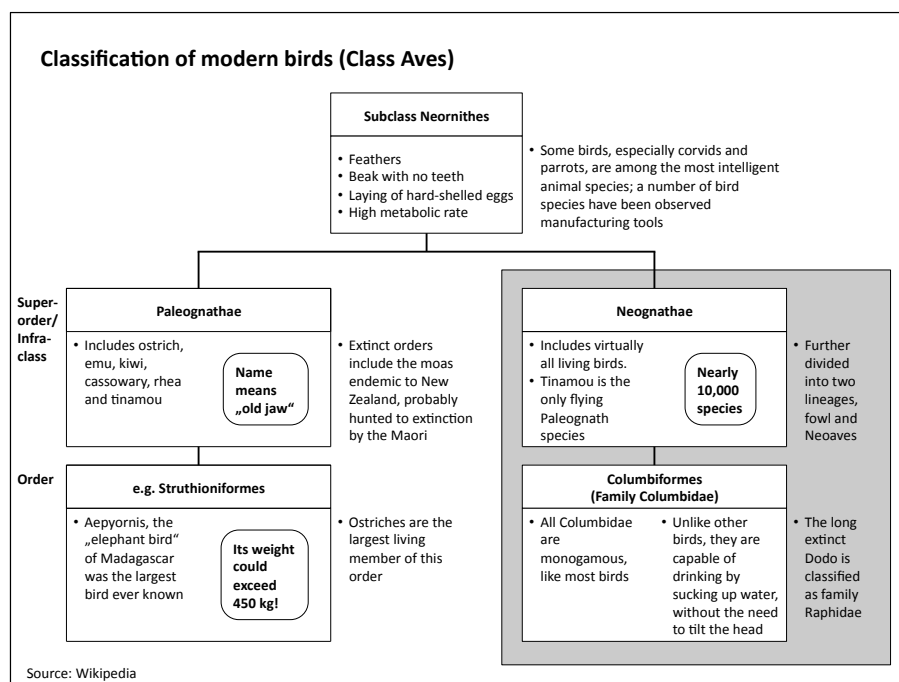 Classification of modern birds (Class Aves)
Subclass Neornithes
• Feathers
• Beak with no teeth
• Laying of hard-shelled eggs
• High metabolic rate
• Some birds, especially corvids and
parrots, are among the most intelligent
animal species; a number of bird
species have been observed
manufacturing tools
Super-
order/
Infra-
class
Paleognathae
• Includes ostrich,
emu, kiwi,
cassowary, rhea
and tinamou
Name
means
„old jaw“
• Extinct orders
include the moas
endemic to New
Zealand, probably
hunted to extinction
by the Maori
Neognathae
• Includes virtually
all living birds.
• Tinamou is the
only flying
Paleognath
species
Nearly
10,000
species
• Further
divided
into two
lineages,
fowl and
Neoaves
Order
e.g. Struthioniformes
• Aepyornis, the
„elephant bird“
of Madagascar
was the largest
bird ever known
Its weight
could
exceed
450 kg!
• Ostriches are the
largest living
member of this
order
Columbiformes
(Family Columbidae)
• All Columbidae
are
monogamous,
like most birds
• Unlike other
birds, they are
capable of
drinking by
sucking up water,
without the need
to tilt the head
• The long
extinct
Dodo is
classified
as family
Raphidae
Source: Wikipedia